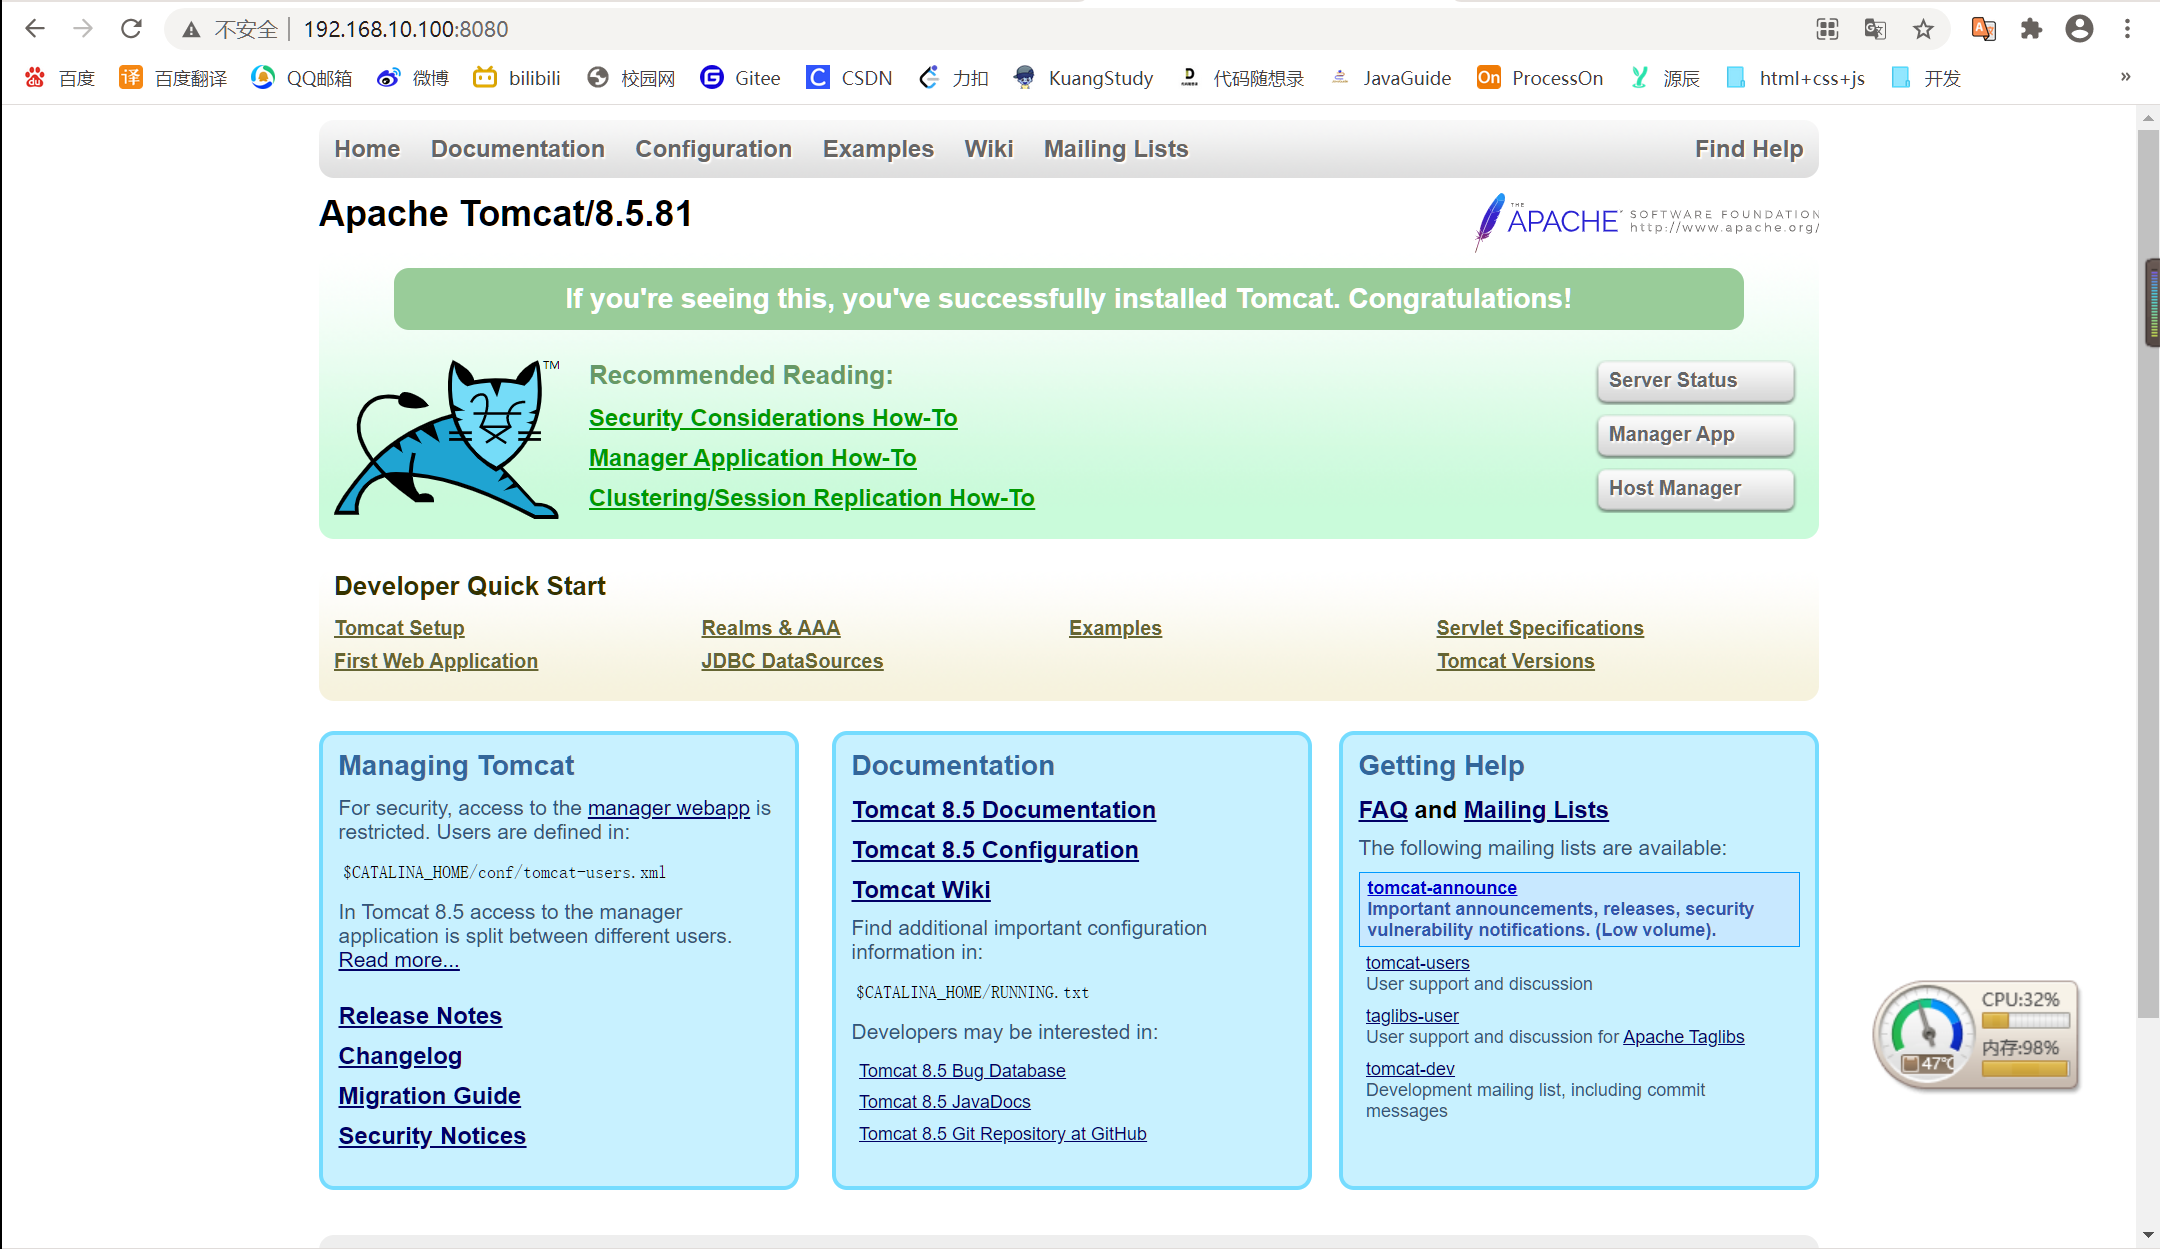 不安全 192.168.10.100:8080
百度 百度翻译 QQ邮箱 微博 bilibili 校园网 Gitee CSDN 力扣 KuangStudy 代码随想录 JavaGuide ProcessOn 源辰 html+css+js 开发 »
Home Documentation Configuration Examples Wiki Mailing Lists Find Help
Apache Tomcat/8.5.81
THE APACHE SOFTWARE FOUNDATION
http://www.apache.org/
If you're seeing this, you've successfully installed Tomcat. Congratulations!
TM
Recommended Reading:
Security Considerations How-To
Manager Application How-To
Clustering/Session Replication How-To
Server Status
Manager App
Host Manager
Developer Quick Start
Tomcat Setup Realms & AAA Examples Servlet Specifications
First Web Application JDBC DataSources Tomcat Versions
Managing Tomcat
For security, access to the manager webapp is
restricted. Users are defined in:
$CATALINA_HOME/conf/tomcat-users.xml
In Tomcat 8.5 access to the manager
application is split between different users.
Read more...
Release Notes
Changelog
Migration Guide
Security Notices
Documentation
Tomcat 8.5 Documentation
Tomcat 8.5 Configuration
Tomcat Wiki
Find additional important configuration
information in:
$CATALINA_HOME/RUNNING.txt
Developers may be interested in:
Tomcat 8.5 Bug Database
Tomcat 8.5 JavaDocs
Tomcat 8.5 Git Repository at GitHub
Getting Help
FAQ and Mailing Lists
The following mailing lists are available:
tomcat-announce
Important announcements, releases, security
vulnerability notifications. (Low volume).
tomcat-users
User support and discussion
taglibs-user
User support and discussion for Apache Taglibs
tomcat-dev
Development mailing list, including commit
messages
CPU:32%
内存:98%
47℃